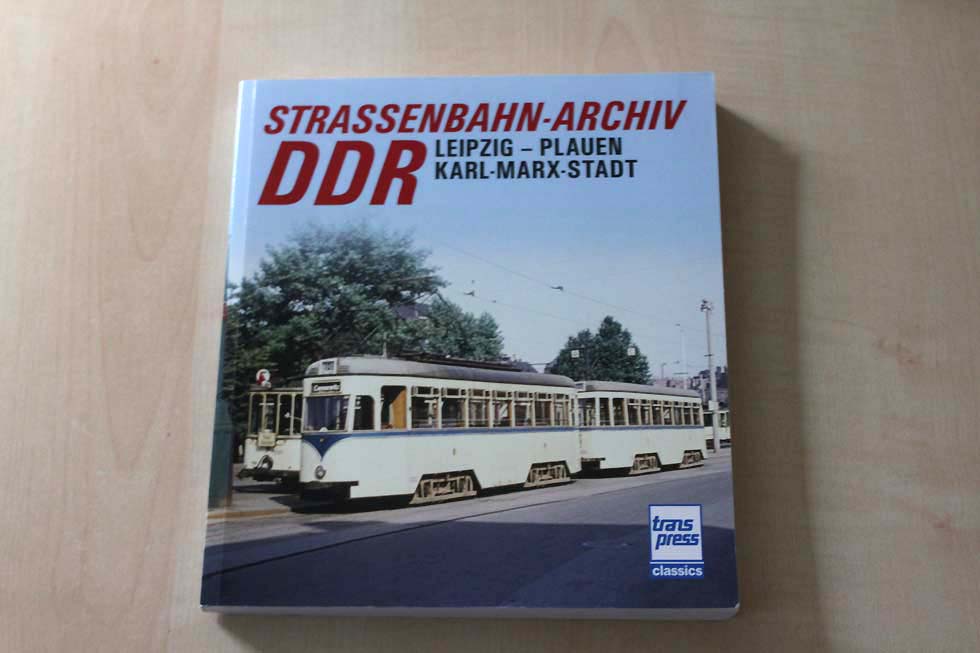 STRASSENBAHN-ARCHIV
DDR
LEIPZIG – PLAUEN
KARL-MARX-STADT
trans
press
classics